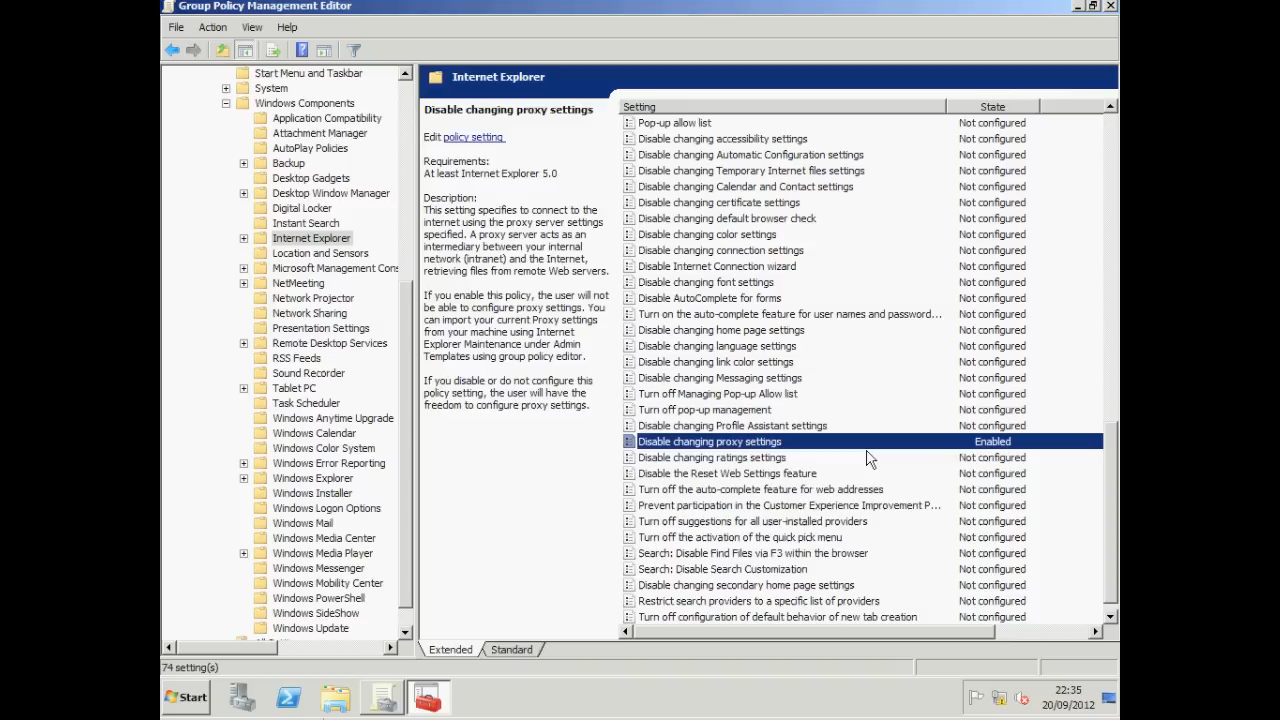 Group Policy Management Editor
File Action View Help
Start Menu and Taskbar
System
Windows Components
Application Compatibility
Attachment Manager
AutoPlay Policies
Backup
Desktop Gadgets
Desktop Window Manager
Digital Locker
Instant Search
Internet Explorer
Location and Sensors
Microsoft Management Cons
NetMeeting
Network Projector
Network Sharing
Presentation Settings
Remote Desktop Services
RSS Feeds
Sound Recorder
Tablet PC
Task Scheduler
Windows Anytime Upgrade
Windows Calendar
Windows Color System
Windows Error Reporting
Windows Explorer
Windows Installer
Windows Logon Options
Windows Mail
Windows Media Center
Windows Media Player
Windows Messenger
Windows Mobility Center
Windows PowerShell
Windows SideShow
Windows Update
Internet Explorer
Disable changing proxy settings
Edit policy setting
Requirements:
At least Internet Explorer 5.0
Description:
This setting specifies to connect to the
internet using the proxy server settings
specified. A proxy server acts as an
intermediary between your internal
network (intranet) and the Internet,
retrieving files from remote Web servers.
If you enable this policy, the user will not
be able to configure proxy settings. You
can import your current Proxy settings
from your machine using Internet
Explorer Maintenance under Admin
Templates using group policy editor.
If you disable or do not configure this
policy setting, the user will have the
freedom to configure proxy settings.
Setting State
Pop-up allow list Not configured
Disable changing accessibility settings Not configured
Disable changing Automatic Configuration settings Not configured
Disable changing Temporary Internet files settings Not configured
Disable changing Calendar and Contact settings Not configured
Disable changing certificate settings Not configured
Disable changing default browser check Not configured
Disable changing color settings Not configured
Disable changing connection settings Not configured
Disable Internet Connection wizard Not configured
Disable changing font settings Not configured
Disable AutoComplete for forms Not configured
Turn on the auto-complete feature for user names and password... Not configured
Disable changing home page settings Not configured
Disable changing language settings Not configured
Disable changing link color settings Not configured
Disable changing Messaging settings Not configured
Turn off Managing Pop-up Allow list Not configured
Turn off pop-up management Not configured
Disable changing Profile Assistant settings Not configured
Disable changing proxy settings Enabled
Disable changing ratings settings Not configured
Disable the Reset Web Settings feature Not configured
Turn off the auto-complete feature for web addresses Not configured
Prevent participation in the Customer Experience Improvement P... Not configured
Turn off suggestions for all user-installed providers Not configured
Turn off the activation of the quick pick menu Not configured
Search: Disable Find Files via F3 within the browser Not configured
Search: Disable Search Customization Not configured
Disable changing secondary home page settings Not configured
Restrict search providers to a specific list of providers Not configured
Turn off configuration of default behavior of new tab creation Not configured
Extended Standard
74 setting(s)
Start
22:35
20/09/2012